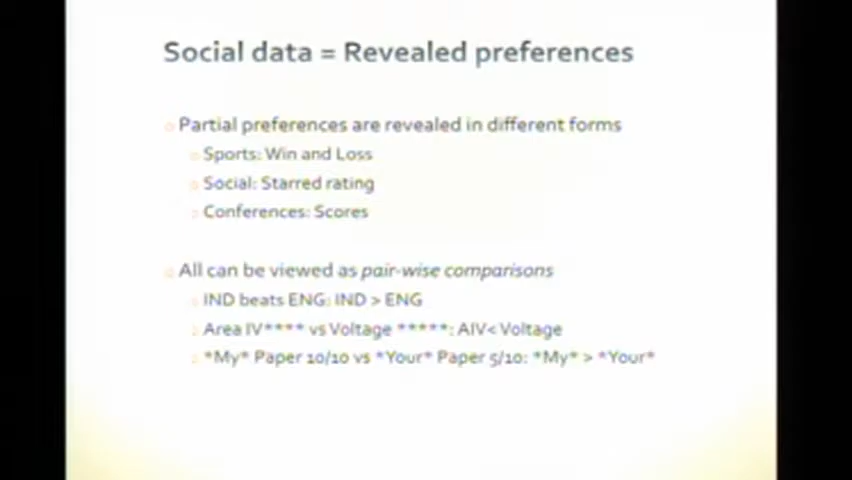 Social data = Revealed preferences
Partial preferences are revealed in different forms
Sports: Win and Loss
Social: Starred rating
Conferences: Scores
All can be viewed as pair-wise comparisons
IND beats ENG: IND > ENG
Area IV**** vs Voltage *****: AIV< Voltage
*My* Paper 10/10 vs *Your* Paper 5/10: *My* > *Your*